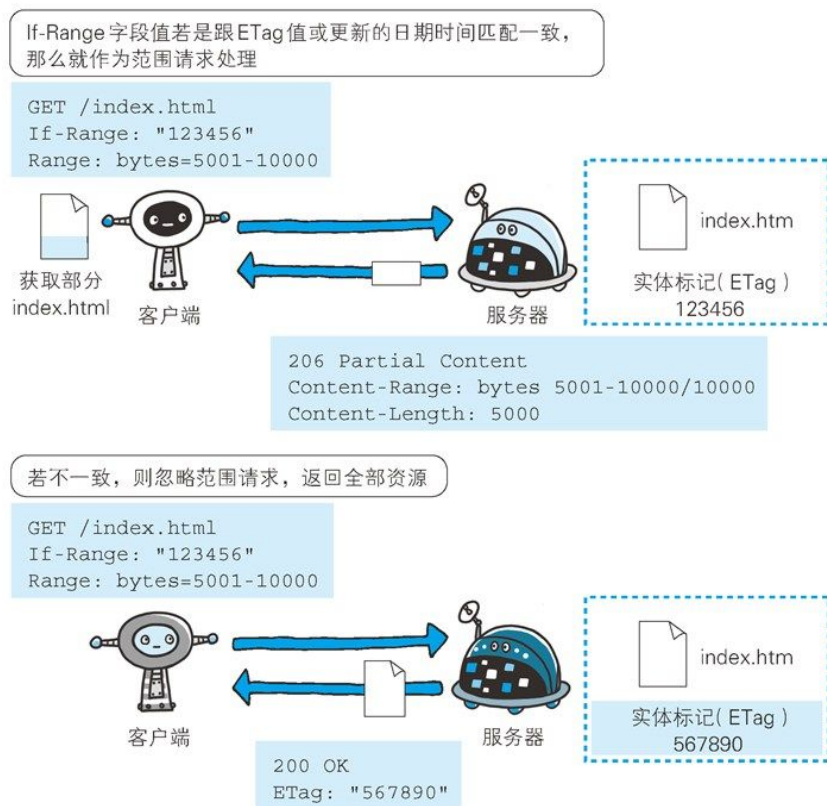 If-Range 字段值若是跟ETag值或更新的日期时间匹配一致，
那么就作为范围请求处理
GET /index.html
If-Range: "123456"
Range: bytes=5001-10000
获取部分
index.html
客户端
服务器
index.htm
实体标记( ETag )
123456
206 Partial Content
Content-Range: bytes 5001-10000/10000
Content-Length: 5000
若不一致，则忽略范围请求，返回全部资源
GET /index.html
If-Range: "123456"
Range: bytes=5001-10000
客户端
服务器
index.htm
实体标记( ETag )
567890
200 OK
ETag: "567890"